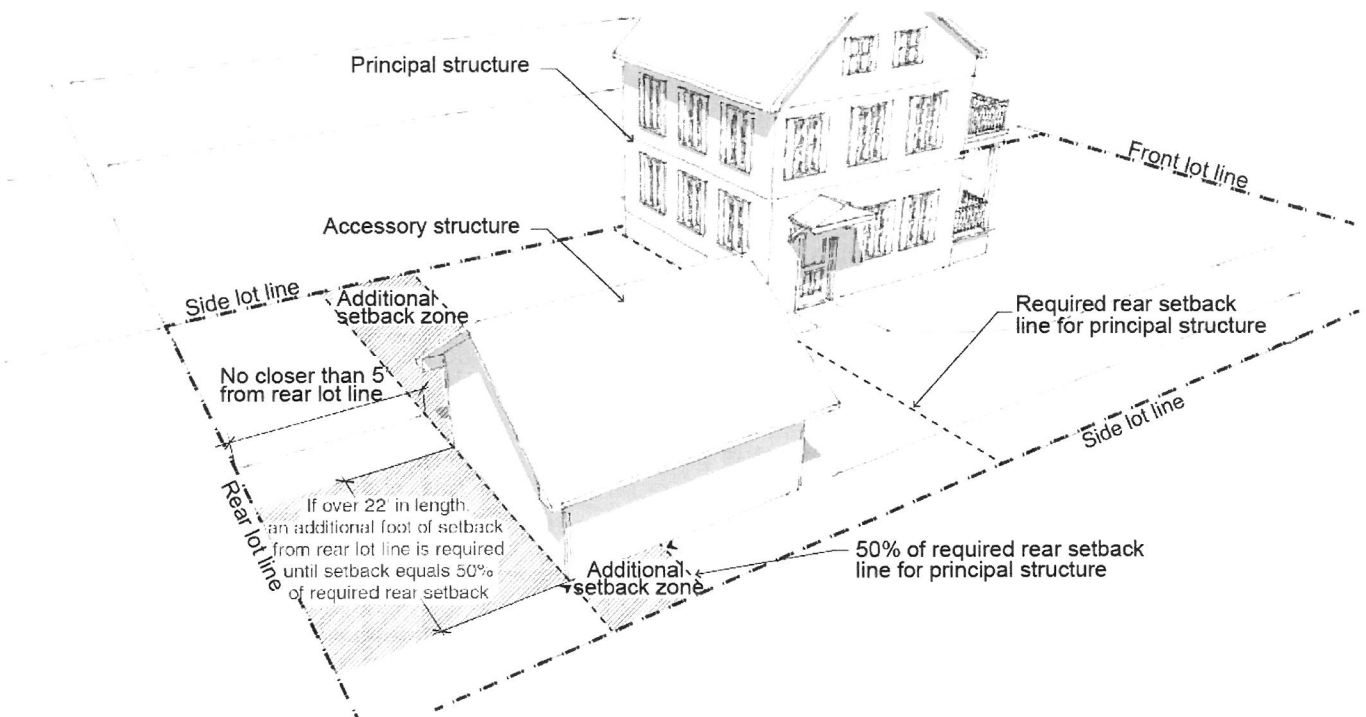 Principal structure
Front lot line
Accessory structure
Side lot line
Additional
setback zone
Required rear setback
line for principal structure
No closer than 5'
from rear lot line
Side lot line
Rear lot line
If over 22' in length,
an additional foot of setback
from rear lot line is required
until setback equals 50%
of required rear setback
Additional
setback zone
50% of required rear setback
line for principal structure